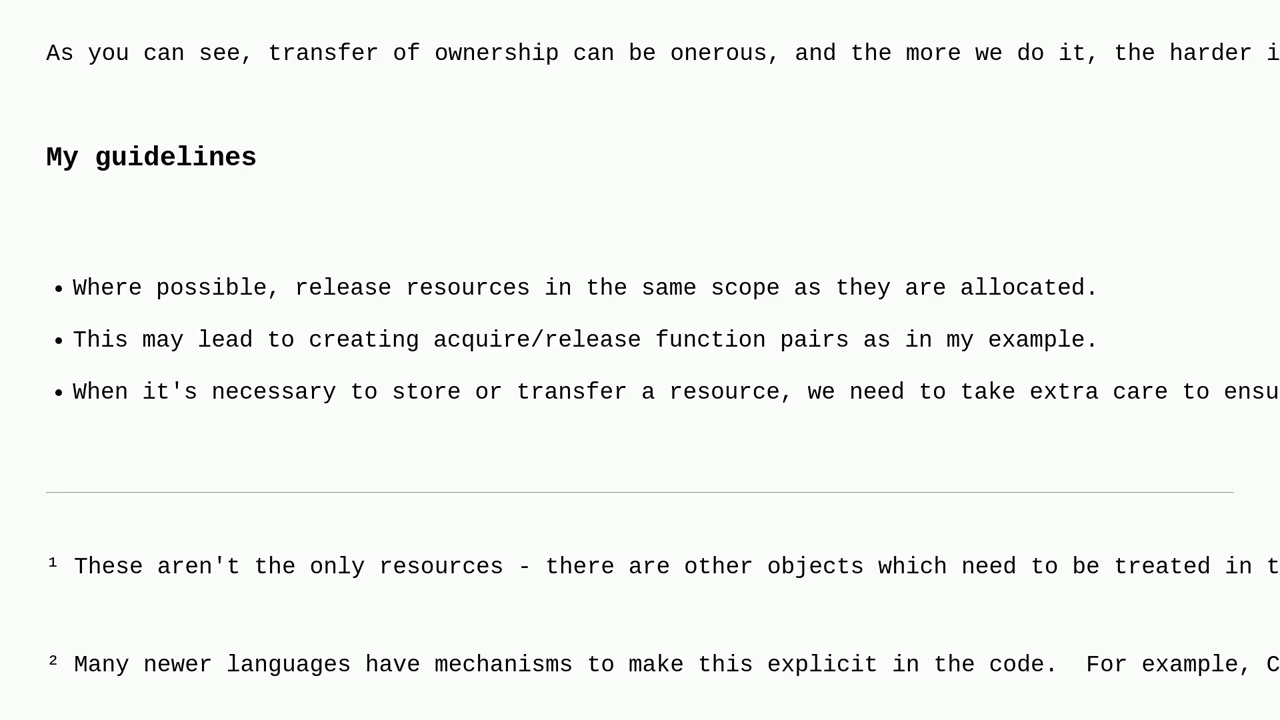 As you can see, transfer of ownership can be onerous, and the more we do it, the harder
My guidelines
• Where possible, release resources in the same scope as they are allocated.
• This may lead to creating acquire/release function pairs as in my example.
• When it's necessary to store or transfer a resource, we need to take extra care to
¹ These aren't the only resources - there are other objects which need to be treated in
² Many newer languages have mechanisms to make this explicit in the code.  For example,